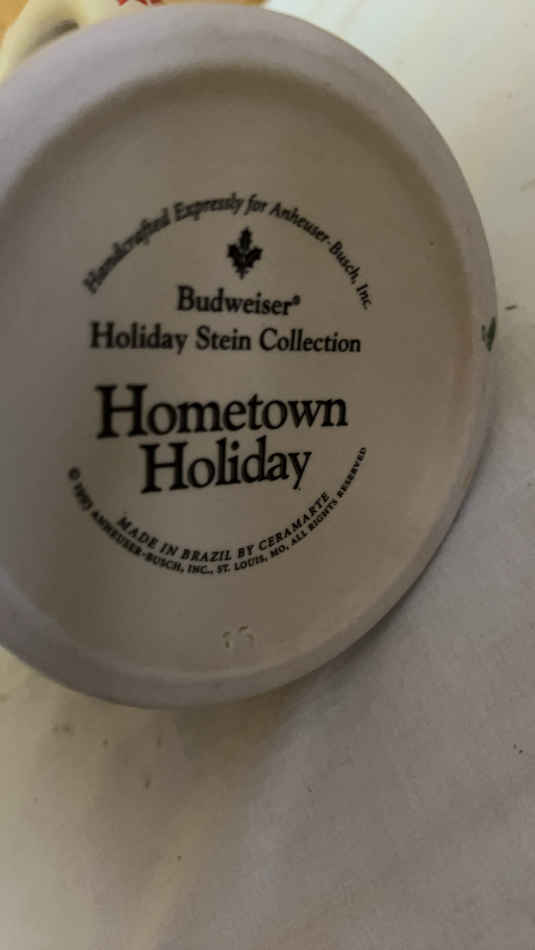 Handcrafted Expressly for Anheuser-Busch, Inc.
Budweiser®
Holiday Stein Collection
Hometown
Holiday
MADE IN BRAZIL BY CERAMARTE
© 1993 ANHEUSER-BUSCH, INC., ST. LOUIS, MO, ALL RIGHTS RESERVED